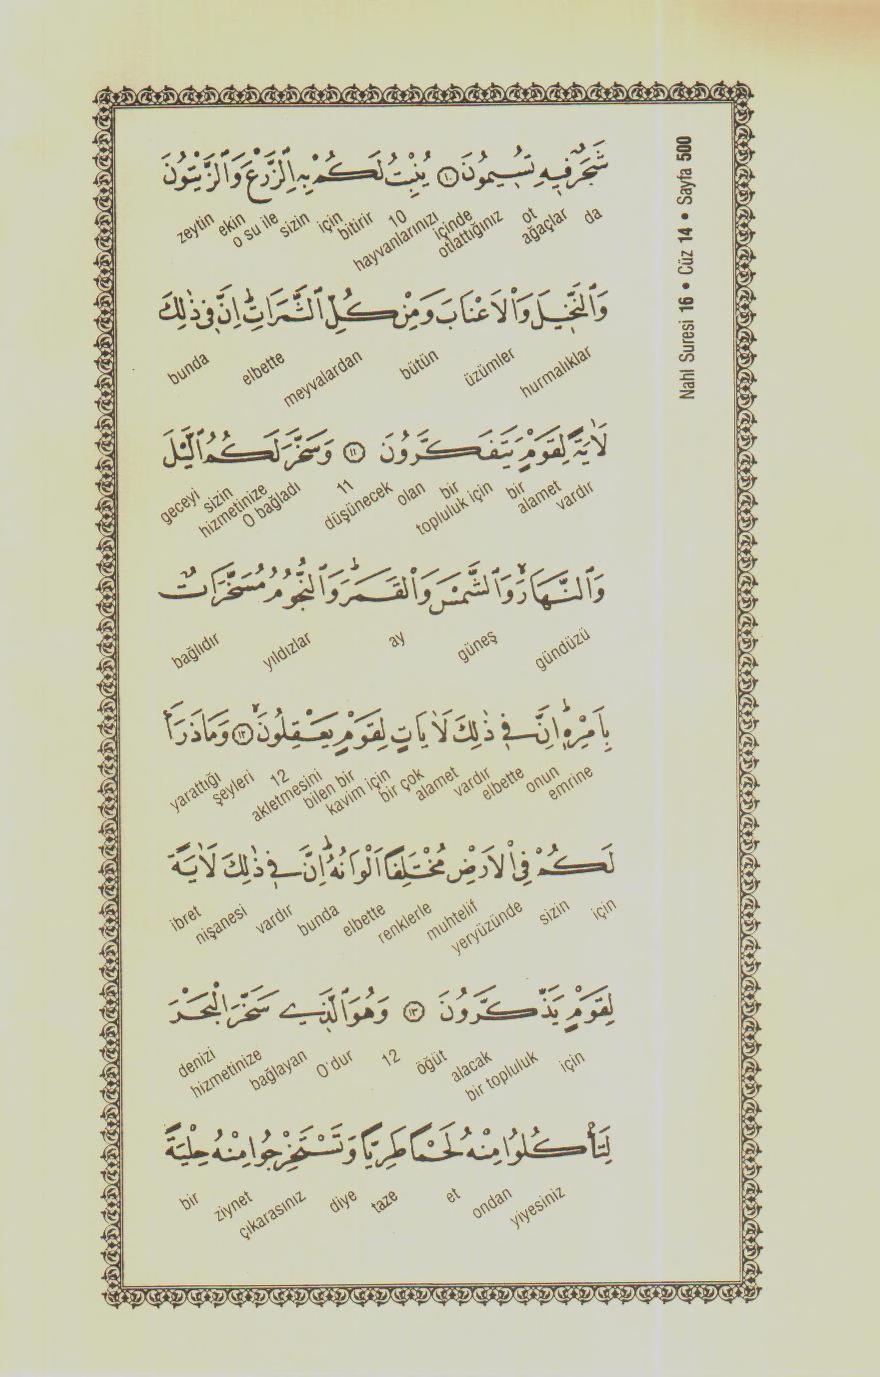 Nahl Suresi 16 • Cüz 14 • Sayfa 500
شَجَرٌ فِيهِ تُسِيمُونَ ﴿١٠﴾ يُنْبِتُ لَكُمْ بِهِ الزَّرْعَ وَالزَّيْتُونَ
da ağaçlar ot otlattığınız içinde hayvanlarınızı 10 bitirir için sizin o su ile ekin zeytin
وَالنَّخِيلَ وَالْاَعْنَابَ وَمِنْ كُلِّ الثَّمَرَاتِ اِنَّ فِي ذٰلِكَ
hurmalıklar üzümler bütün meyvalardan elbette bunda
لَاٰيَةً لِقَوْمٍ يَتَفَكَّرُونَ ﴿١١﴾ وَسَخَّرَ لَكُمُ الَّيْلَ
vardır alamet bir topluluk için bir olan düşünecek 11 O bağladı hizmetinize sizin geceyi
وَالنَّهَارَ وَالشَّمْسَ وَالْقَمَرَ وَالنُّجُومُ مُسَخَّرَاتٌ
gündüzü güneş ay yıldızlar bağlıdır
بِاَمْرِهِ اِنَّ فِي ذٰلِكَ لَاٰيَاتٍ لِقَوْمٍ يَعْقِلُونَ ﴿١٢﴾ وَمَا ذَرَاَ
emrine onun elbette vardır alamet bir çok kavim için bilen bir akletmesini 12 şeyleri yarattığı
لَكُمْ فِي الْاَرْضِ مُخْتَلِفًا اَلْوَانُهُ اِنَّ فِي ذٰلِكَ لَاٰيَةً
için sizin yeryüzünde muhtelif renklerle elbette bunda vardır nişanesi ibret
لِقَوْمٍ يَذَّكَّرُونَ ﴿١٣﴾ وَهُوَ الَّذِي سَخَّرَ الْبَحْرَ
için bir topluluk alacak öğüt 12 O'dur bağlayan hizmetinize denizi
لِتَأْكُلُوا مِنْهُ لَحْمًا طَرِيًّا وَتَسْتَخْرِجُوا مِنْهُ حِلْيَةً
yiyesiniz ondan et taze diye çıkarasınız ziynet bir